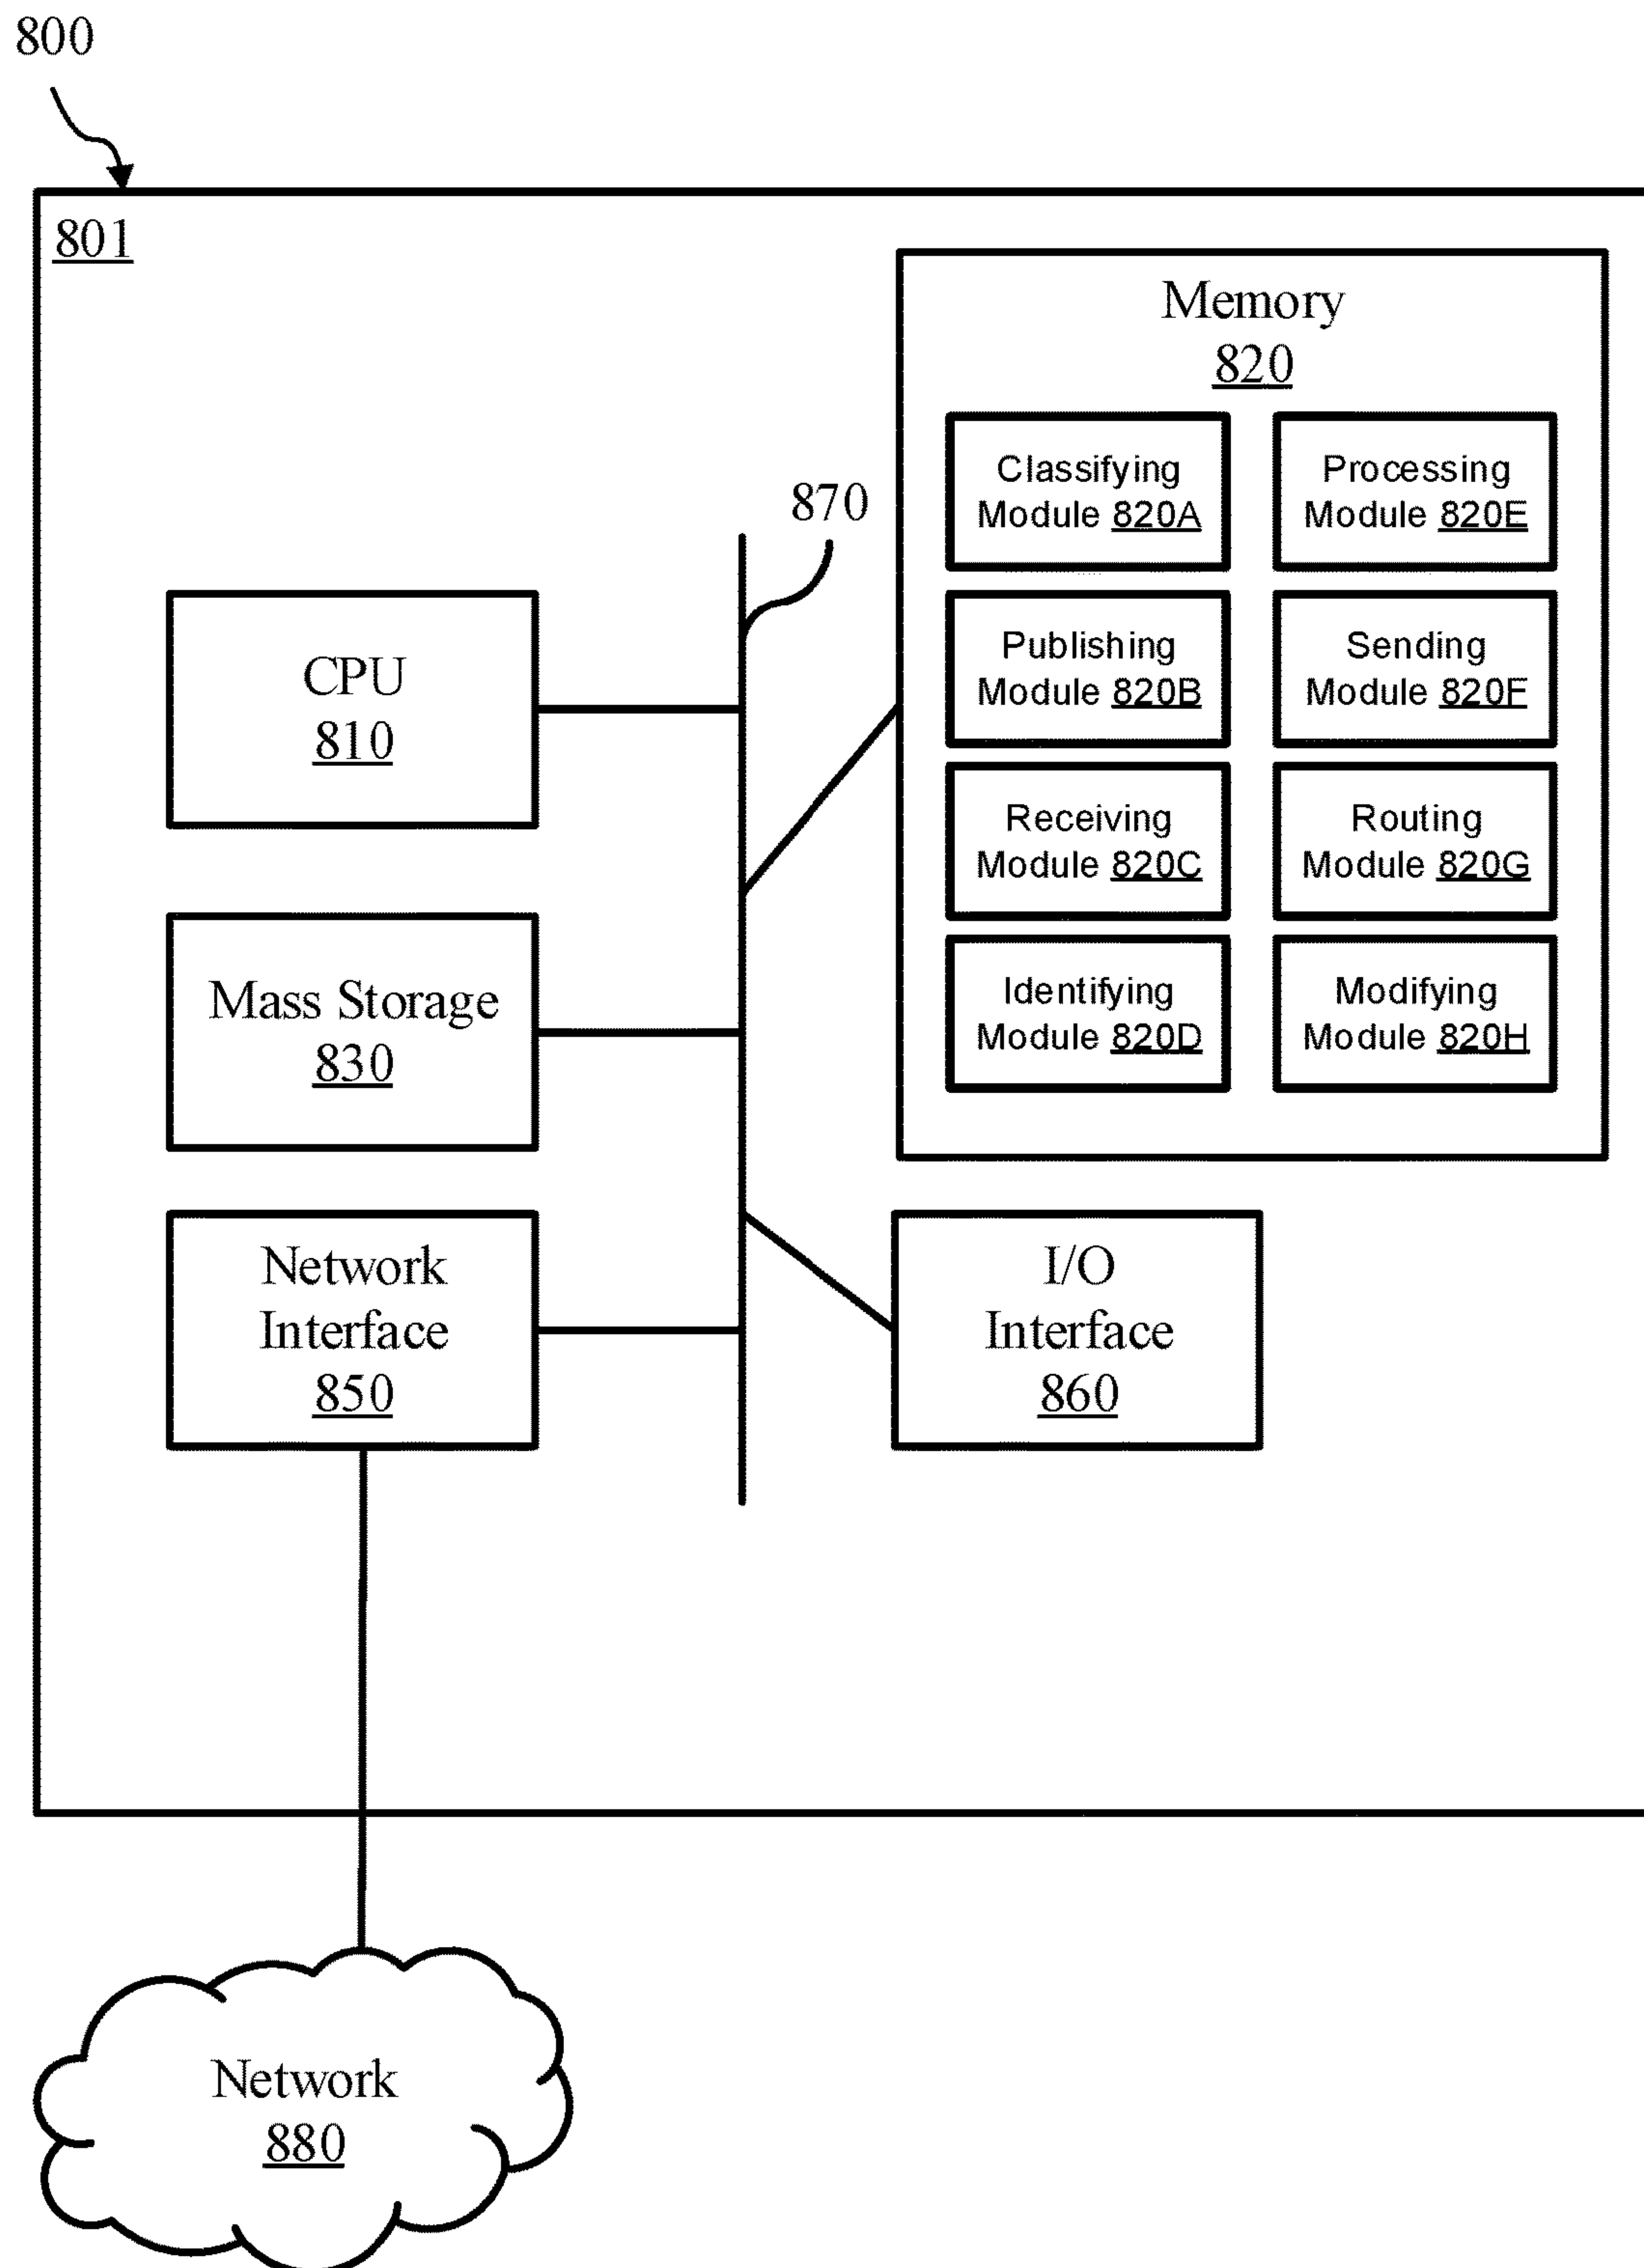 800
801
Memory
820
Classifying
Module 820A
Processing
Module 820E
870
Publishing
Module 820B
Sending
Module 820F
CPU
810
Receiving
Module 820C
Routing
Module 820G
Identifying
Module 820D
Modifying
Module 820H
Mass Storage
830
Network
Interface
850
I/O
Interface
860
Network
880